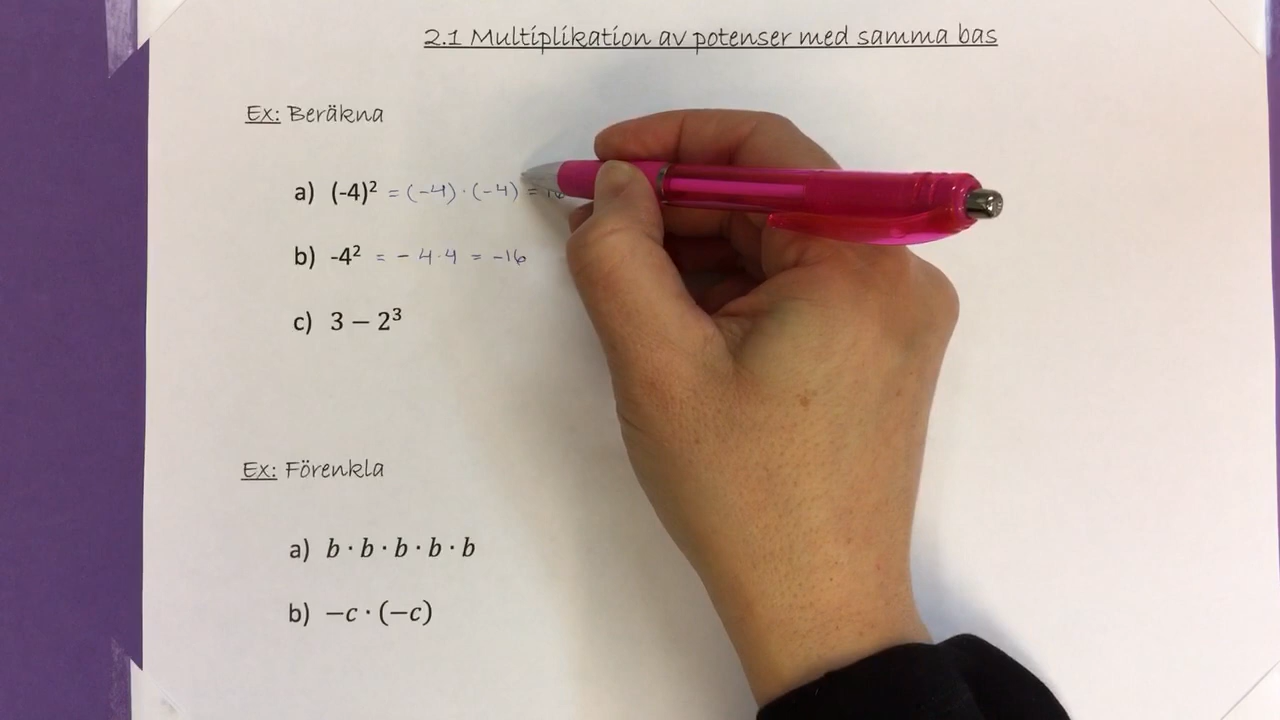 2.1 Multiplikation av potenser med samma bas
Ex: Beräkna
a) (-4)² = (-4) · (-4) =
b) -4² = - 4·4 = -16
c) 3 − 2³
Ex: Förenkla
a) b · b · b · b · b
b) −c · (−c)